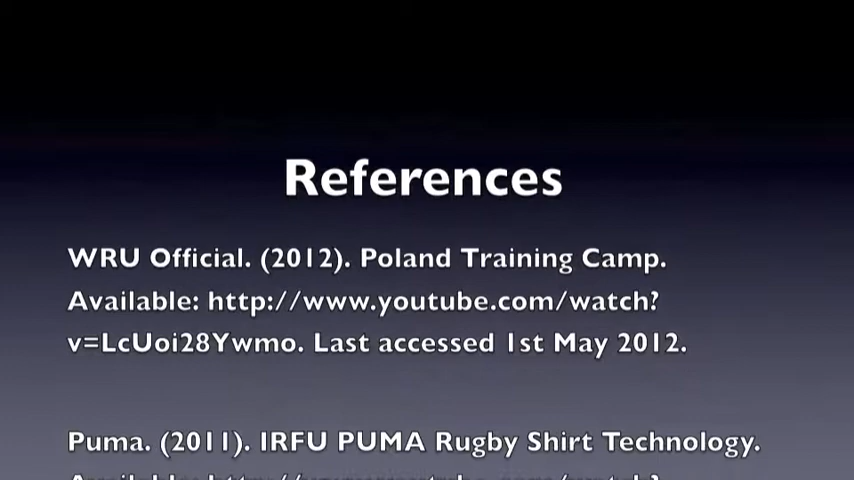 References
WRU Official. (2012). Poland Training Camp.
Available: http://www.youtube.com/watch?
v=LcUoi28Ywmo. Last accessed 1st May 2012.
Puma. (2011). IRFU PUMA Rugby Shirt Technology.